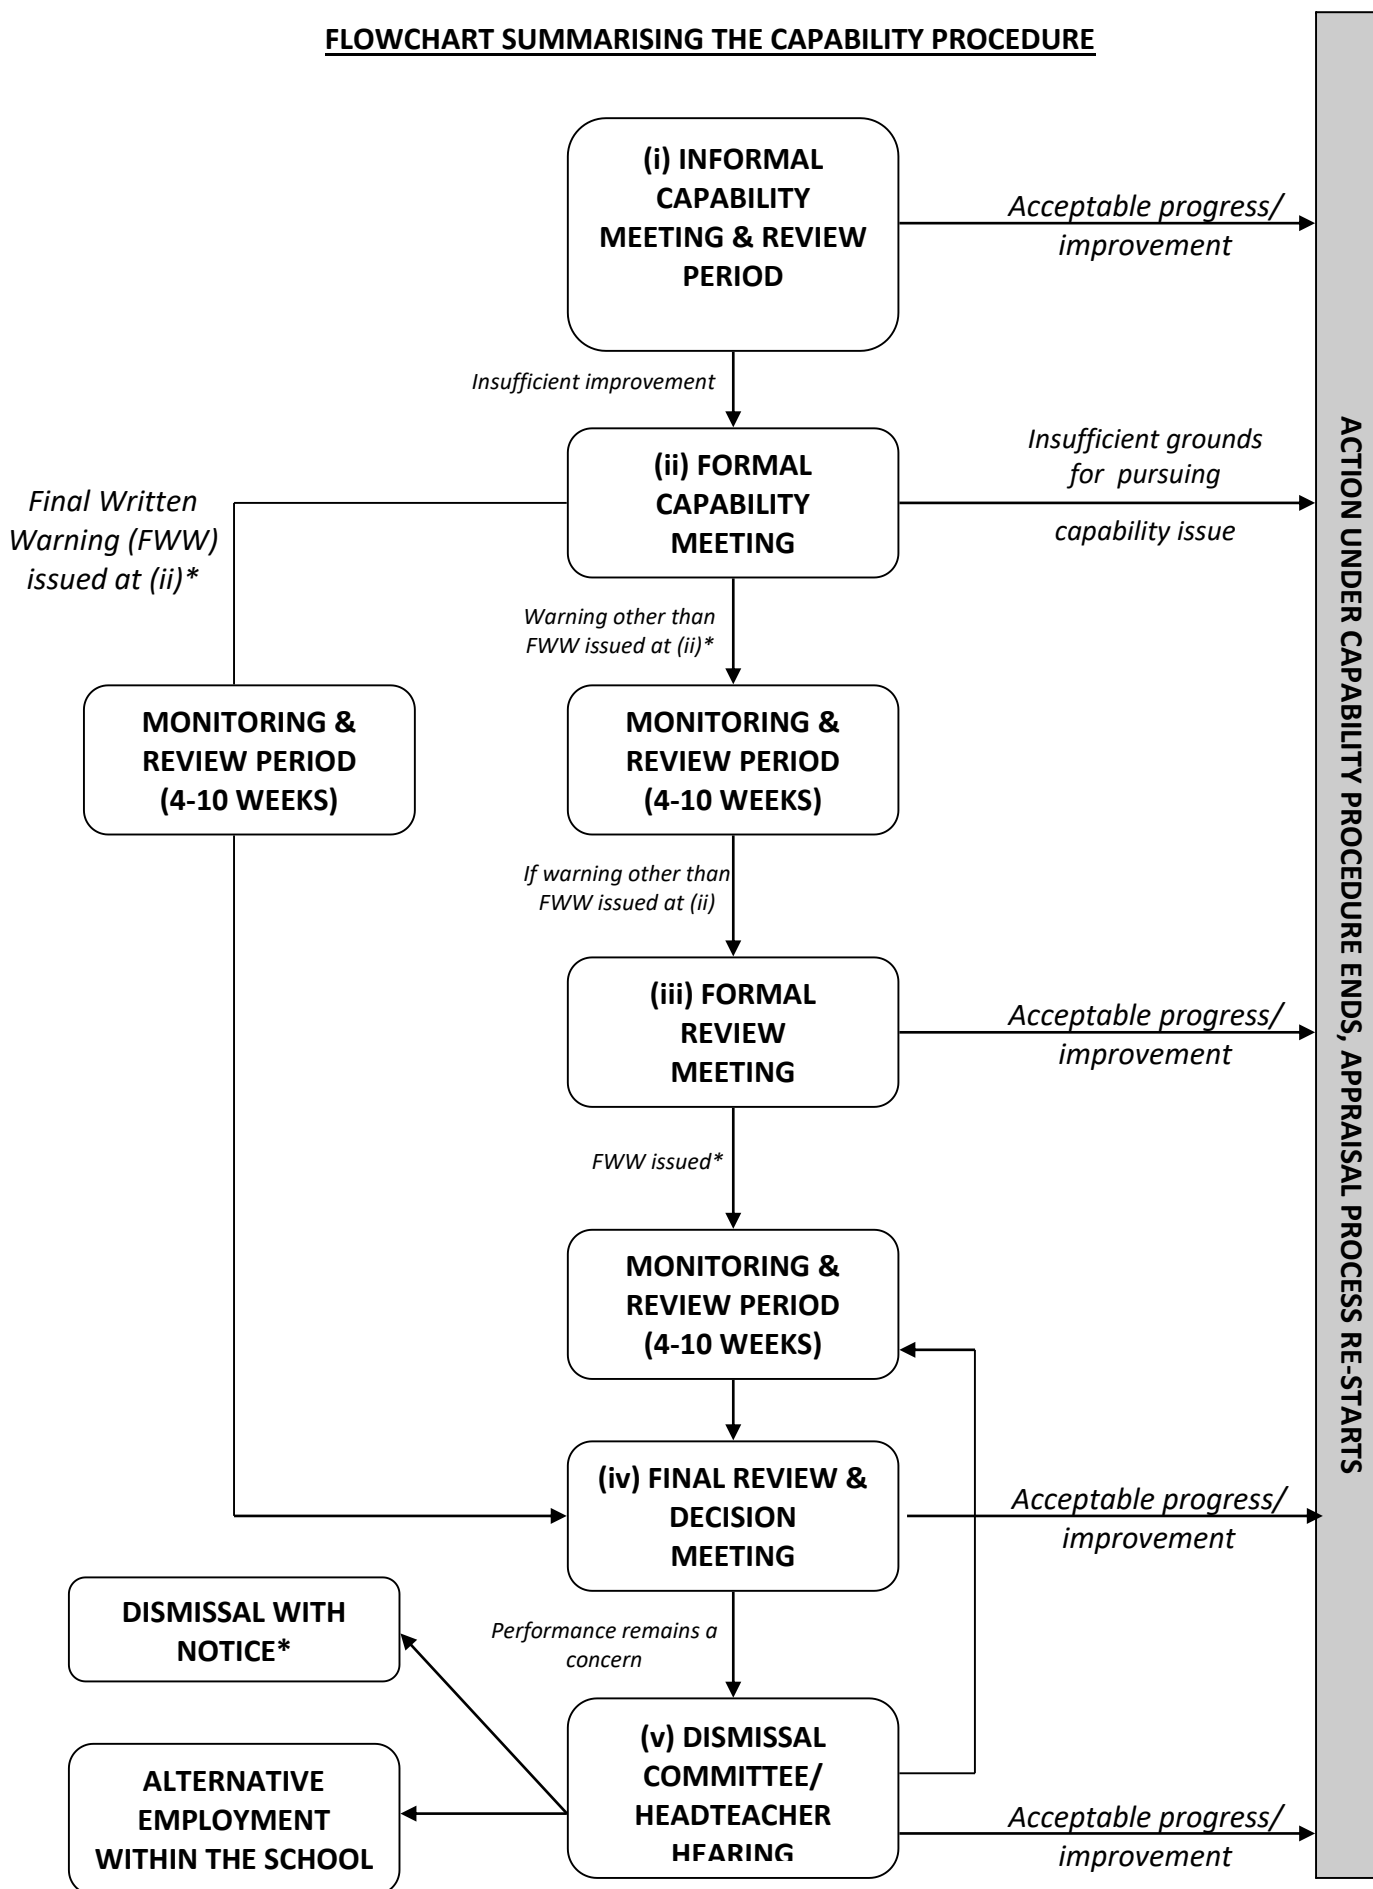 FLOWCHART SUMMARISING THE CAPABILITY PROCEDURE
(i) INFORMAL
CAPABILITY
MEETING & REVIEW
PERIOD
Acceptable progress/
improvement
Insufficient improvement
(ii) FORMAL
CAPABILITY
MEETING
Insufficient grounds
for pursuing
capability issue
Final Written
Warning (FWW)
issued at (ii)*
Warning other than
FWW issued at (ii)*
MONITORING &
REVIEW PERIOD
(4-10 WEEKS)
MONITORING &
REVIEW PERIOD
(4-10 WEEKS)
If warning other than
FWW issued at (ii)
(iii) FORMAL
REVIEW
MEETING
Acceptable progress/
improvement
FWW issued*
MONITORING &
REVIEW PERIOD
(4-10 WEEKS)
(iv) FINAL REVIEW &
DECISION
MEETING
Acceptable progress/
improvement
DISMISSAL WITH
NOTICE*
Performance remains a
concern
(v) DISMISSAL
COMMITTEE/
HEADTEACHER
HEARING
ALTERNATIVE
EMPLOYMENT
WITHIN THE SCHOOL
Acceptable progress/
improvement
ACTION UNDER CAPABILITY PROCEDURE ENDS, APPRAISAL PROCESS RE-STARTS